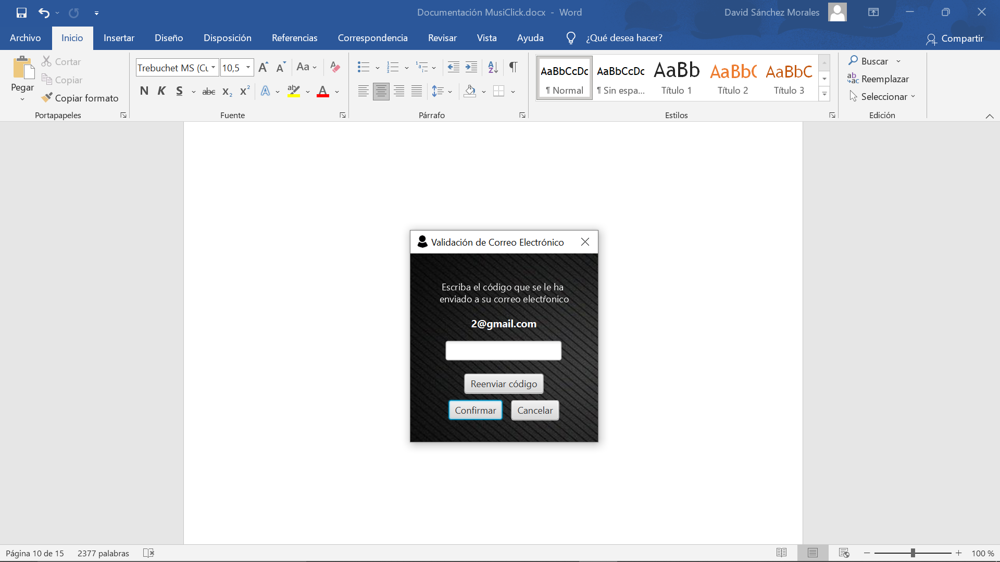 Documentación MusiClick.docx - Word
David Sánchez Morales
Archivo
Inicio
Insertar
Diseño
Disposición
Referencias
Correspondencia
Revisar
Vista
Ayuda
¿Qué desea hacer?
Compartir
Pegar
Cortar
Copiar
Copiar formato
Portapapeles
Trebuchet MS (Cu
10,5
Aa
N K S abc X₂ X²
Fuente
Párrafo
AaBbCcDc
¶ Normal
AaBbCcDc
¶ Sin espa...
AaBb
Título 1
AaBbC
Título 2
AaBbC
Título 3
Estilos
Buscar
Reemplazar
Seleccionar
Edición
Validación de Correo Electrónico
Escriba el código que se le ha
enviado a su correo electŕonico
2@gmail.com
Reenviar código
Confirmar
Cancelar
Página 10 de 15
2377 palabras
100 %